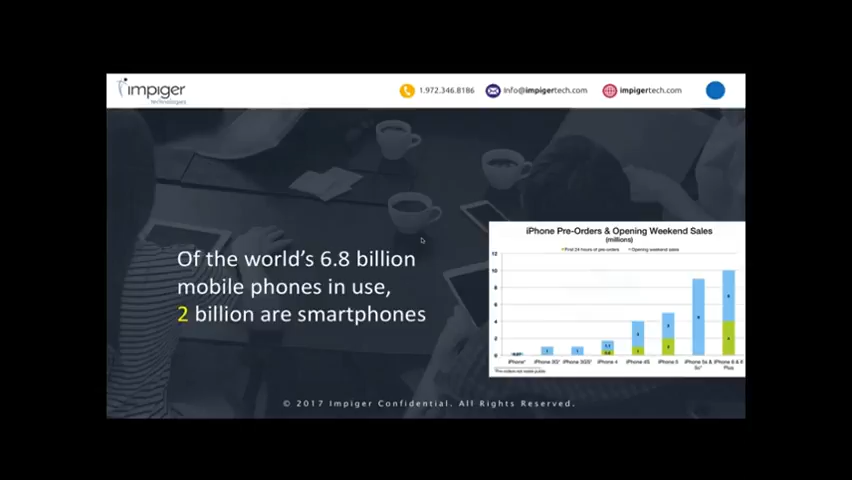 impiger
technologies
1.972.346.8186
Info@impigertech.com
impigertech.com
Of the world's 6.8 billion
mobile phones in use,
2 billion are smartphones
iPhone Pre-Orders & Opening Weekend Sales
(millions)
First 24 hours of pre-orders
Opening weekend sales
12
10
8
6
4
2
0
iPhone*
iPhone 3G*
iPhone 3GS*
iPhone 4
iPhone 4S
iPhone 5
iPhone 5s & 5c*
iPhone 6 & 6 Plus
© 2017 Impiger Confidential. All Rights Reserved.